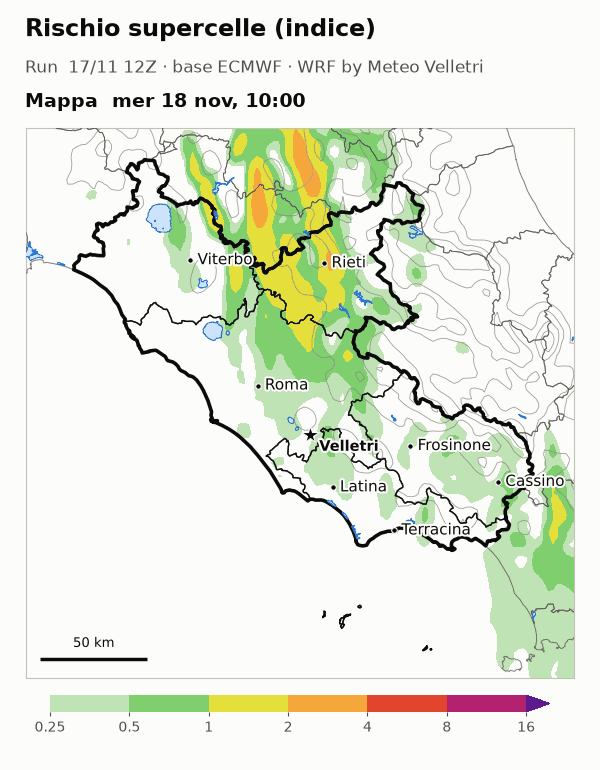 Rischio supercelle (indice)
Run 17/11 12Z · base ECMWF · WRF by Meteo Velletri
Mappa mer 18 nov, 10:00
Viterbo
Rieti
Roma
Velletri
Frosinone
Latina
Cassino
Terracina
50 km
0.25 0.5 1 2 4 8 16